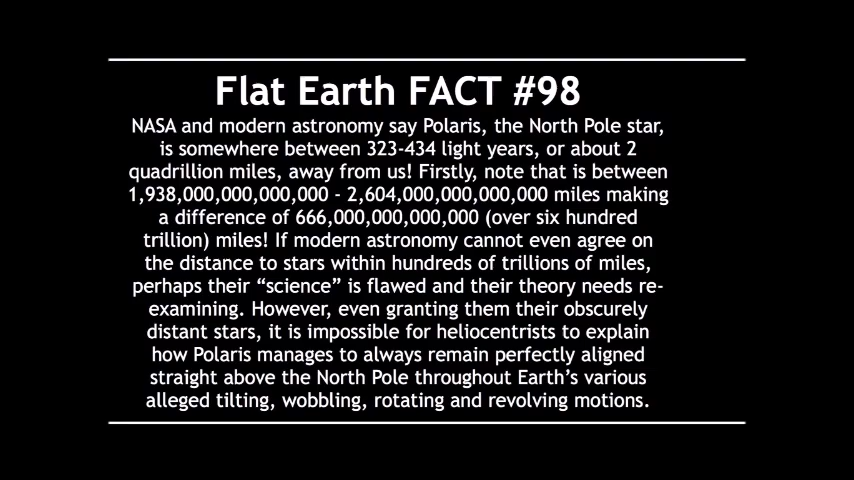 Flat Earth FACT #98
NASA and modern astronomy say Polaris, the North Pole star,
is somewhere between 323-434 light years, or about 2
quadrillion miles, away from us! Firstly, note that is between
1,938,000,000,000,000 - 2,604,000,000,000,000 miles making
a difference of 666,000,000,000,000 (over six hundred
trillion) miles! If modern astronomy cannot even agree on
the distance to stars within hundreds of trillions of miles,
perhaps their “science” is flawed and their theory needs re-
examining. However, even granting them their obscurely
distant stars, it is impossible for heliocentrists to explain
how Polaris manages to always remain perfectly aligned
straight above the North Pole throughout Earth’s various
alleged tilting, wobbling, rotating and revolving motions.